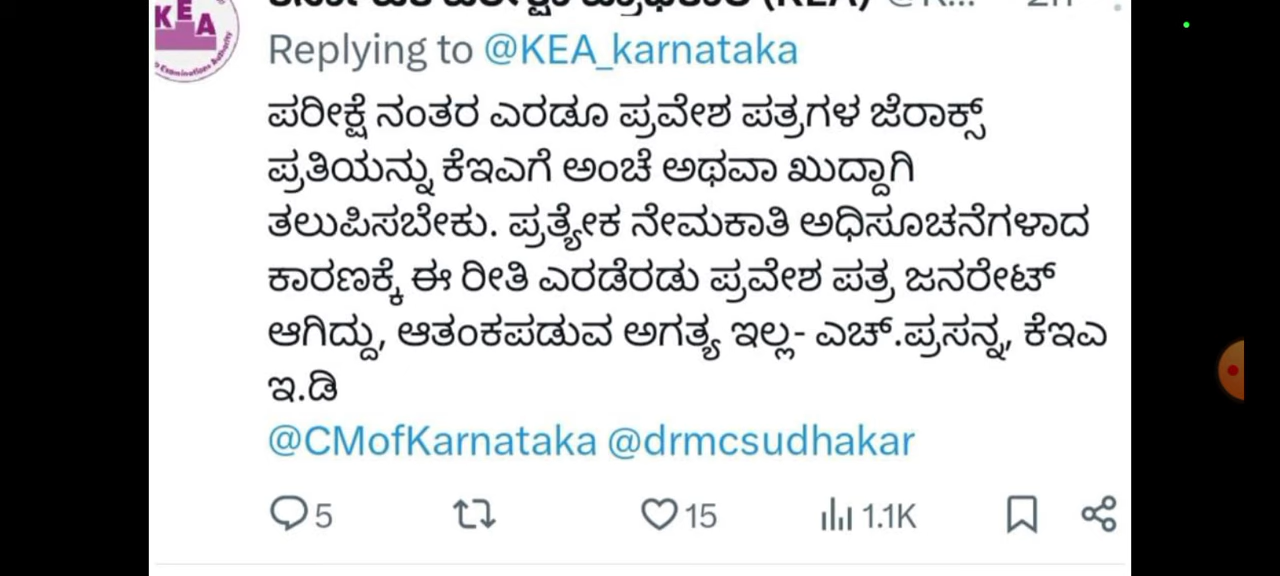 KEA
(KEA)
Replying to @KEA_karnataka
ಪರೀಕ್ಷೆ ನಂತರ ಎರಡೂ ಪ್ರವೇಶ ಪತ್ರಗಳ ಜೆರಾಕ್ಸ್
ಪ್ರತಿಯನ್ನು ಕೆಇಎಗೆ ಅಂಚೆ ಅಥವಾ ಖುದ್ದಾಗಿ
ತಲುಪಿಸಬೇಕು. ಪ್ರತ್ಯೇಕ ನೇಮಕಾತಿ ಅಧಿಸೂಚನೆಗಳಾದ
ಕಾರಣಕ್ಕೆ ಈ ರೀತಿ ಎರಡೆರಡು ಪ್ರವೇಶ ಪತ್ರ ಜನರೇಟ್
ಆಗಿದ್ದು, ಆತಂಕಪಡುವ ಅಗತ್ಯ ಇಲ್ಲ- ಎಚ್.ಪ್ರಸನ್ನ, ಕೆಇಎ
ಇ.ಡಿ
@CMofKarnataka @drmcsudhakar
5 15 1.1K